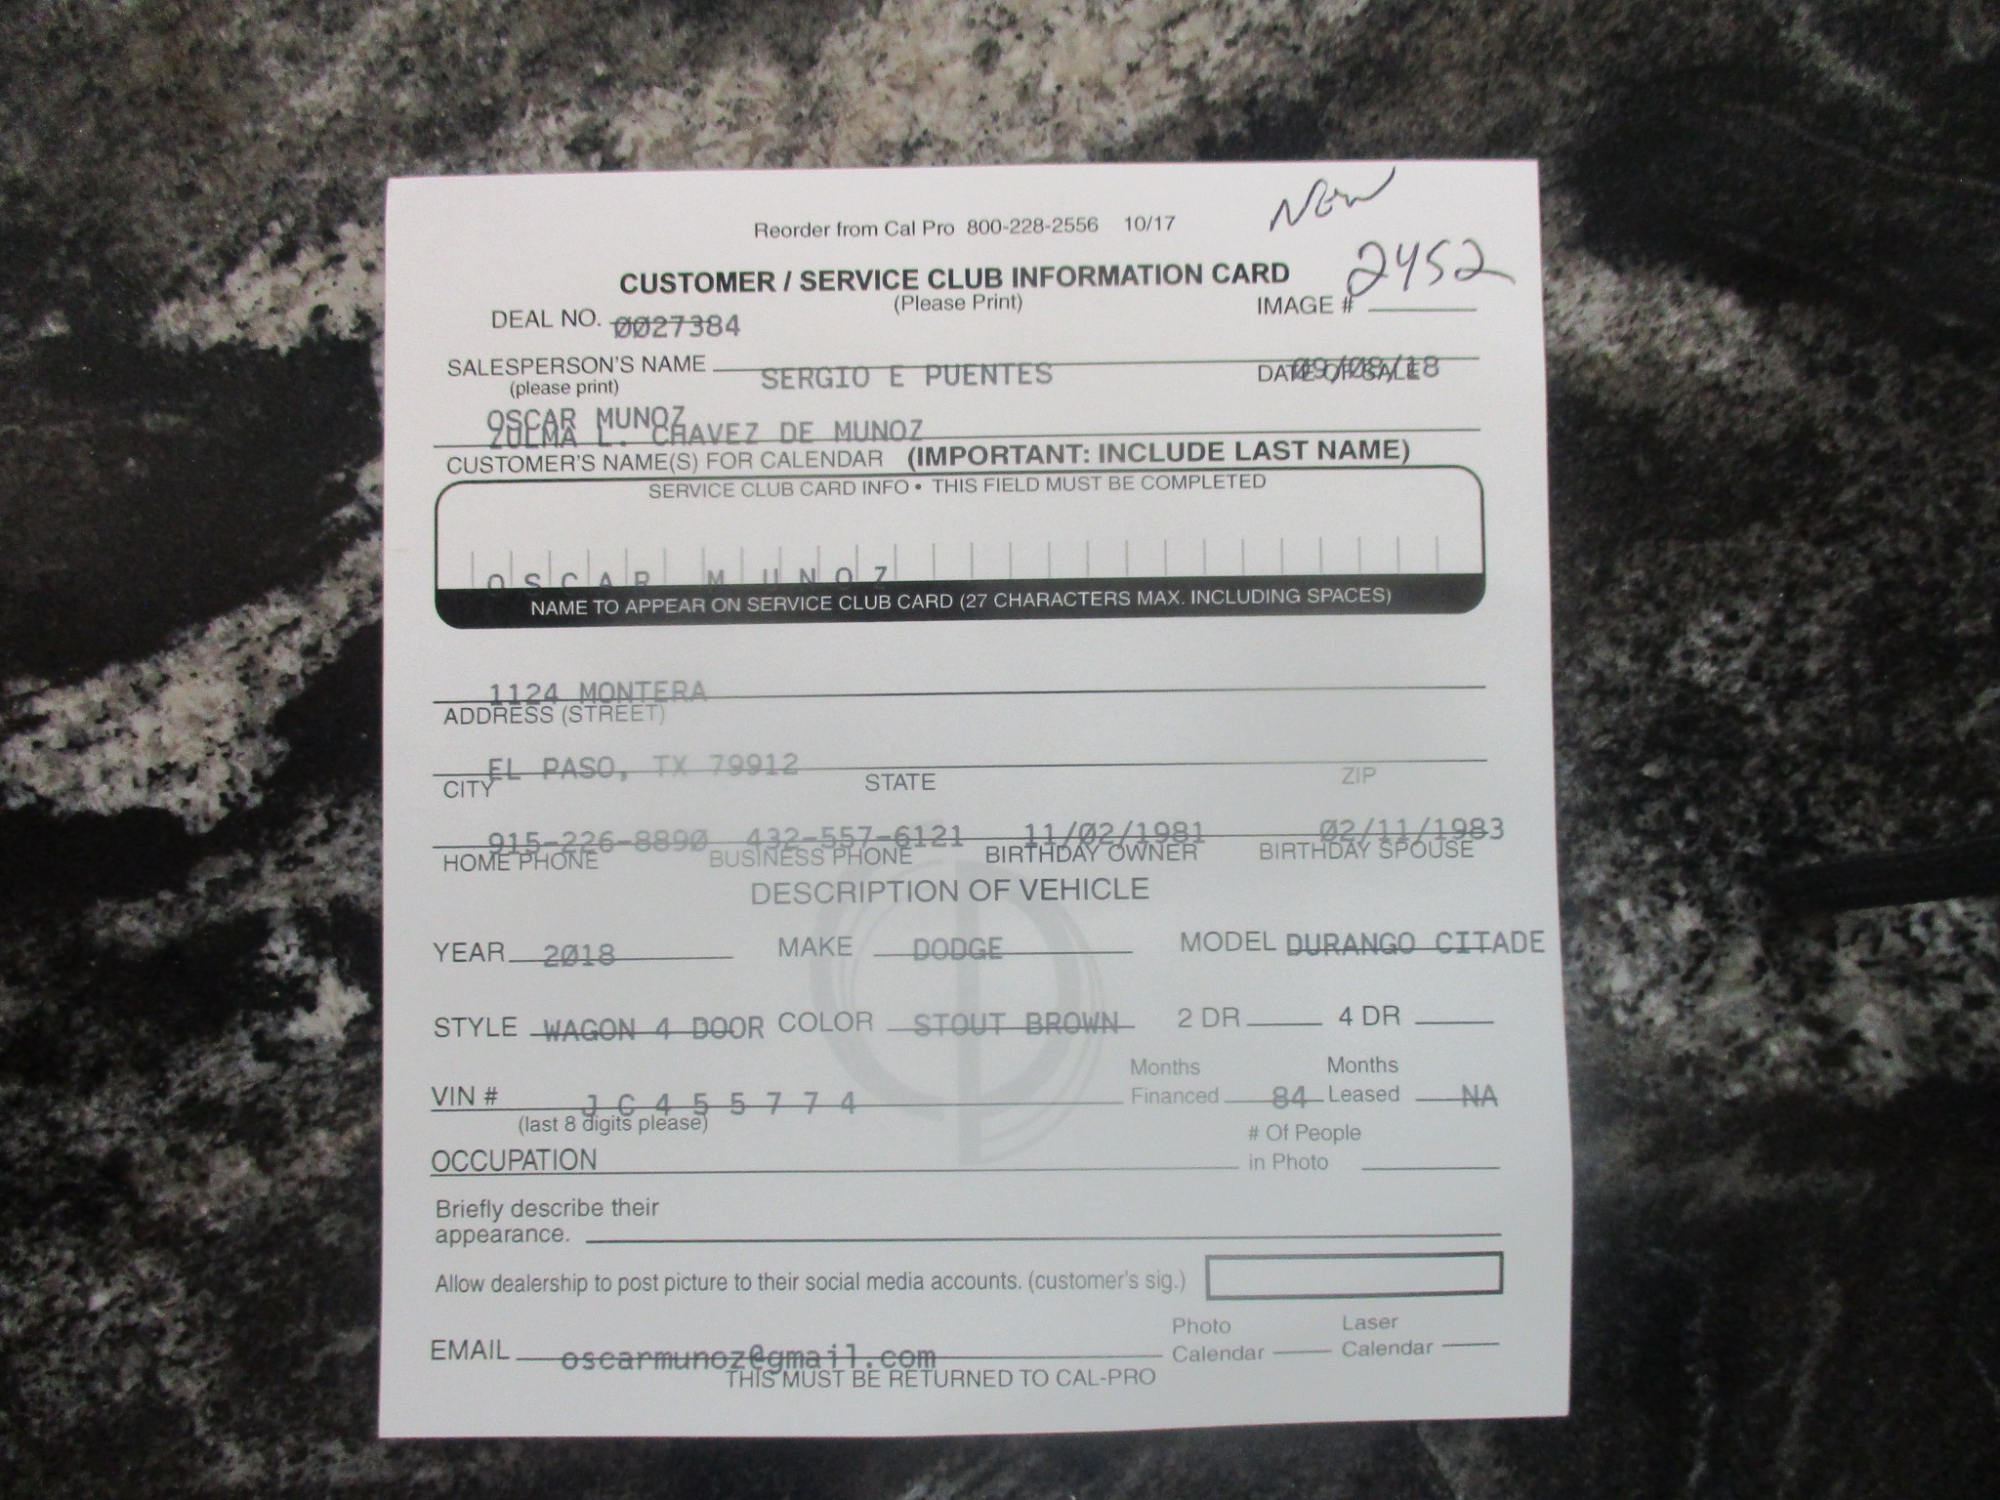 NEW
Reorder from Cal Pro 800-228-2556 10/17
2452
CUSTOMER / SERVICE CLUB INFORMATION CARD
(Please Print)
IMAGE #
DEAL NO. 0027384
SALESPERSON'S NAME SERGIO E PUENTES DATE OF SALE 09/08/18
(please print)
OSCAR MUNOZ
ZULMA L. CHAVEZ DE MUNOZ
CUSTOMER'S NAME(S) FOR CALENDAR (IMPORTANT: INCLUDE LAST NAME)
SERVICE CLUB CARD INFO • THIS FIELD MUST BE COMPLETED
OSCAR MUNOZ
NAME TO APPEAR ON SERVICE CLUB CARD (27 CHARACTERS MAX. INCLUDING SPACES)
1124 MONTERA
ADDRESS (STREET)
EL PASO, TX 79912
CITY STATE ZIP
915-226-8890 432-557-6121 11/02/1981 02/11/1983
HOME PHONE BUSINESS PHONE BIRTHDAY OWNER BIRTHDAY SPOUSE
DESCRIPTION OF VEHICLE
YEAR 2018 MAKE DODGE MODEL DURANGO CITADE
STYLE WAGON 4 DOOR COLOR STOUT BROWN 2 DR 4 DR
Months Months
VIN # JC455774 Financed 84 Leased NA
(last 8 digits please)
# Of People
OCCUPATION in Photo
Briefly describe their
appearance.
Allow dealership to post picture to their social media accounts. (customer's sig.)
Photo Laser
EMAIL oscarmunoz@gmail.com Calendar Calendar
THIS MUST BE RETURNED TO CAL-PRO